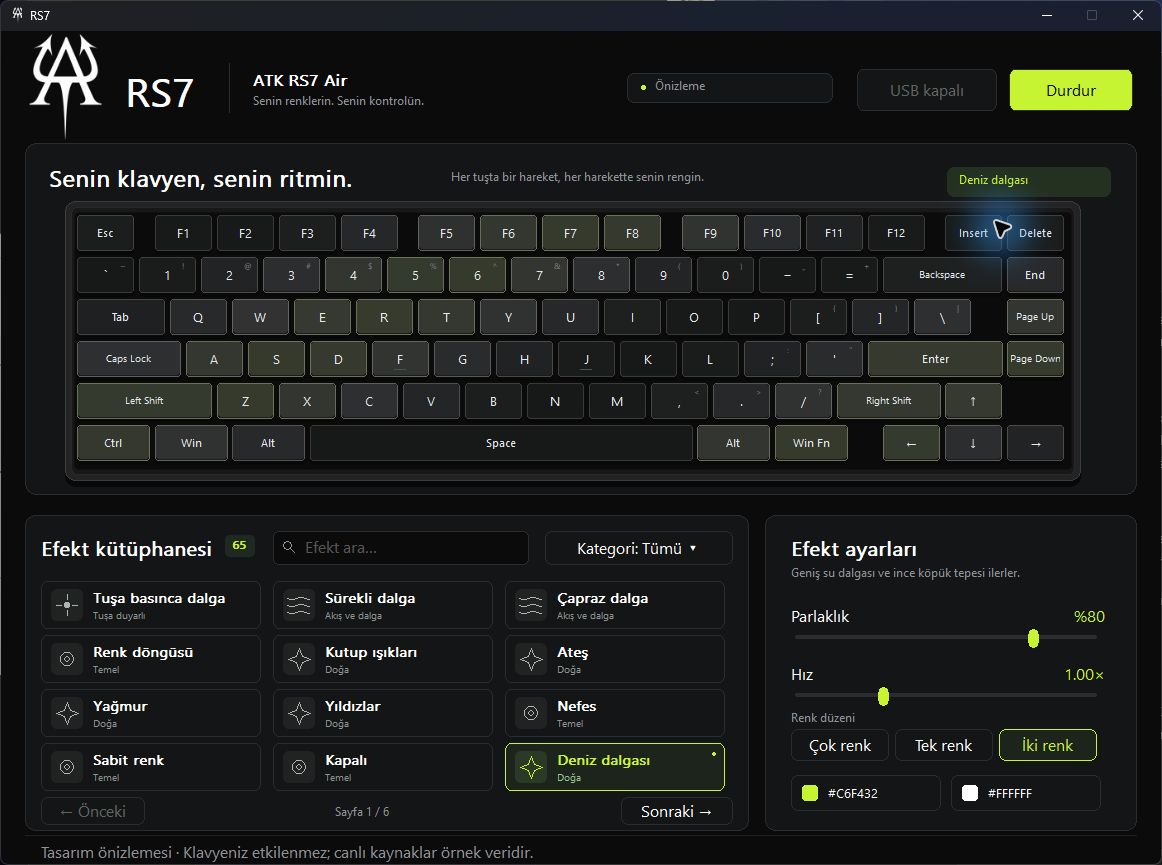 RS7
RS7
ATK RS7 Air
Senin renklerin. Senin kontrolün.
Önizleme
USB kapalı
Durdur
Senin klavyen, senin ritmin.
Her tuşta bir hareket, her harekette senin rengin.
Deniz dalgası
Esc F1 F2 F3 F4 F5 F6 F7 F8 F9 F10 F11 F12 Insert Delete
` ~ 1 ! 2 @ 3 # 4 $ 5 % 6 ^ 7 & 8 * 9 ( 0 ) − - = + Backspace End
Tab Q W E R T Y U I O P [ { ] } \ | Page Up
Caps Lock A S D F G H J K L ; : ' " Enter Page Down
Left Shift Z X C V B N M , < . > / ? Right Shift ↑
Ctrl Win Alt Space Alt Win Fn ← ↓ →
Efekt kütüphanesi 65
Efekt ara...
Kategori: Tümü ▾
Tuşa basınca dalga
Tuşa duyarlı
Sürekli dalga
Akış ve dalga
Çapraz dalga
Akış ve dalga
Renk döngüsü
Temel
Kutup ışıkları
Doğa
Ateş
Doğa
Yağmur
Doğa
Yıldızlar
Doğa
Nefes
Temel
Sabit renk
Temel
Kapalı
Temel
Deniz dalgası
Doğa
← Önceki
Sayfa 1 / 6
Sonraki →
Efekt ayarları
Geniş su dalgası ve ince köpük tepesi ilerler.
Parlaklık %80
Hız 1.00×
Renk düzeni
Çok renk
Tek renk
İki renk
#C6F432
#FFFFFF
Tasarım önizlemesi · Klavyeniz etkilenmez; canlı kaynaklar örnek veridir.